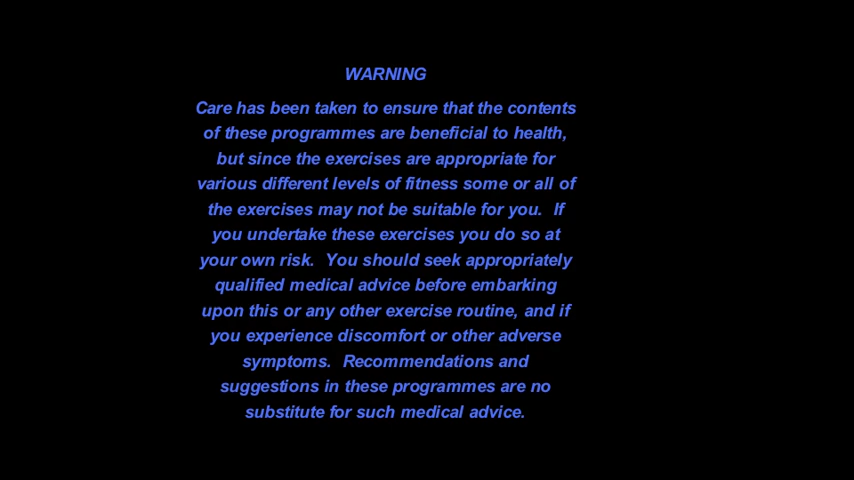 WARNING
Care has been taken to ensure that the contents
of these programmes are beneficial to health,
but since the exercises are appropriate for
various different levels of fitness some or all of
the exercises may not be suitable for you.  If
you undertake these exercises you do so at
your own risk.  You should seek appropriately
qualified medical advice before embarking
upon this or any other exercise routine, and if
you experience discomfort or other adverse
symptoms.  Recommendations and
suggestions in these programmes are no
substitute for such medical advice.